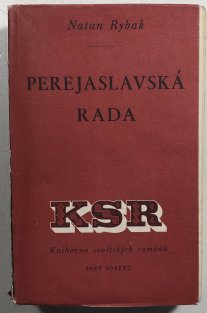 Natan Rybak
PEREJASLAVSKÁ
RADA
KSR
Knihovna sovětských románů
SVĚT SOVĚTŮ